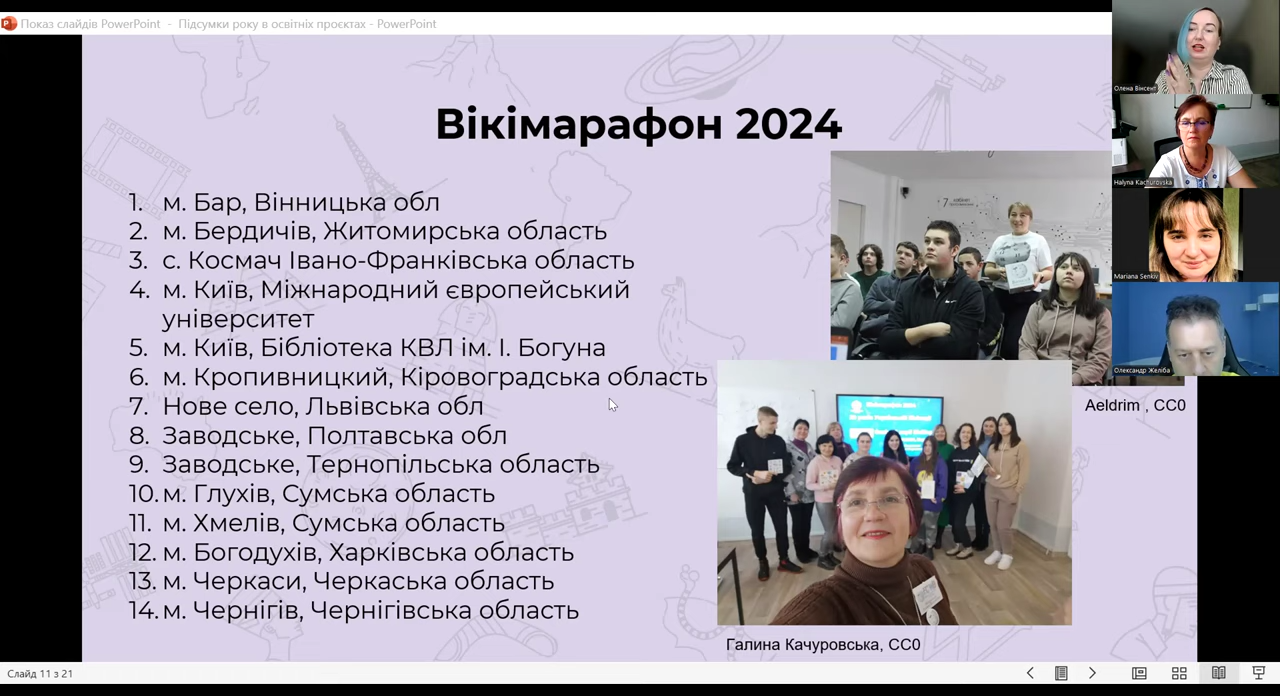 Показ слайдів PowerPoint - Підсумки року в освітніх проєктах - PowerPoint
Вікімарафон 2024
1. м. Бар, Вінницька обл
2. м. Бердичів, Житомирська область
3. с. Космач Івано-Франківська область
4. м. Київ, Міжнародний європейський
університет
5. м. Київ, Бібліотека КВЛ ім. І. Богуна
6. м. Кропивницкий, Кіровоградська область
7. Нове село, Львівська обл
8. Заводське, Полтавська обл
9. Заводське, Тернопільська область
10. м. Глухів, Сумська область
11. м. Хмелів, Сумська область
12. м. Богодухів, Харківська область
13. м. Черкаси, Черкаська область
14. м. Чернігів, Чернігівська область
7 кабінет
Вікімарафон 2024
Aeldrim , CC0
Галина Качуровська, CC0
Олена Вінсент
Halyna Kachurovska
Mariana Senkiv
Олександр Желіба
Слайд 11 з 21